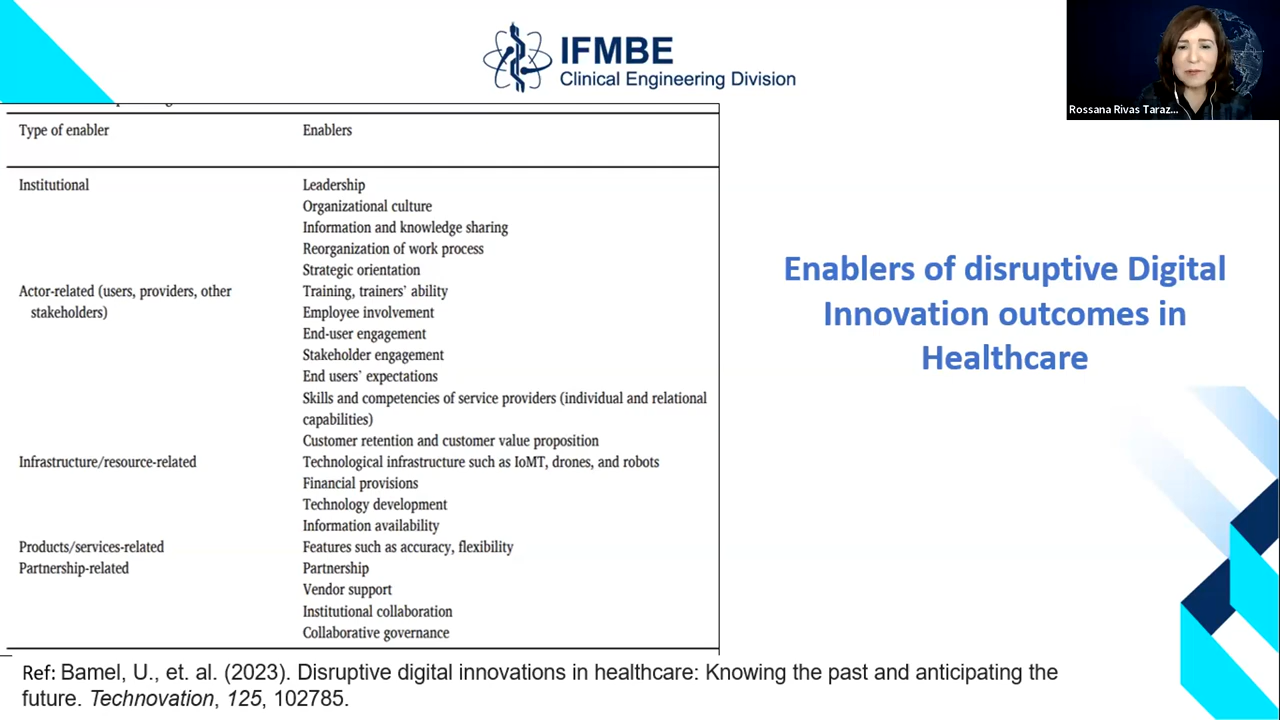 IFMBE
Clinical Engineering Division
Rossana Rivas Taraz...
Type of enabler Enablers
Institutional Leadership
Organizational culture
Information and knowledge sharing
Reorganization of work process
Strategic orientation
Actor-related (users, providers, other Training, trainers' ability
stakeholders) Employee involvement
End-user engagement
Stakeholder engagement
End users' expectations
Skills and competencies of service providers (individual and relational
capabilities)
Customer retention and customer value proposition
Infrastructure/resource-related Technological infrastructure such as IoMT, drones, and robots
Financial provisions
Technology development
Information availability
Products/services-related Features such as accuracy, flexibility
Partnership-related Partnership
Vendor support
Institutional collaboration
Collaborative governance
Enablers of disruptive Digital
Innovation outcomes in
Healthcare
Ref: Bamel, U., et. al. (2023). Disruptive digital innovations in healthcare: Knowing the past and anticipating the
future. Technovation, 125, 102785.